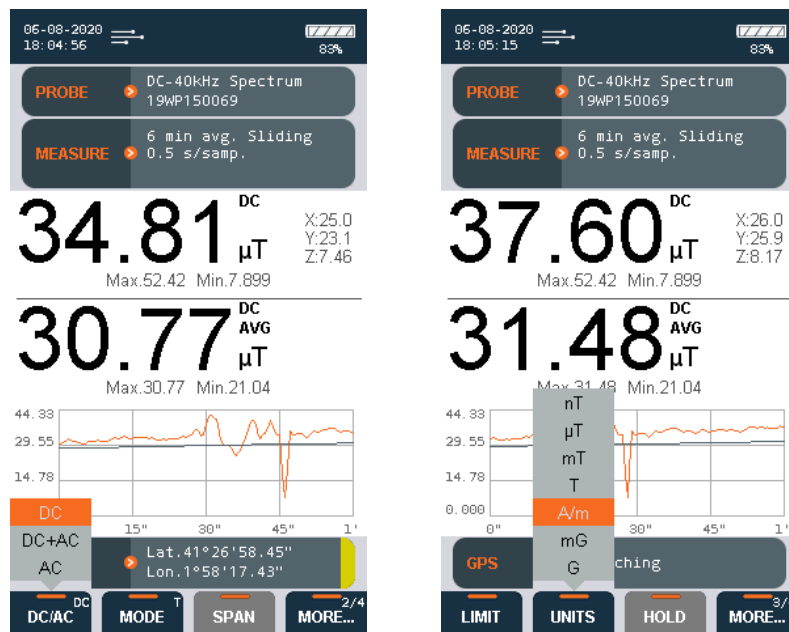 06-08-2020
18:04:56
83%
PROBE
DC-40kHz Spectrum
19WP150069
MEASURE
6 min avg. Sliding
0.5 s/samp.
34.81 DC µT
X:25.0
Y:23.1
Z:7.46
Max.52.42 Min.7.899
30.77 DC AVG µT
Max.30.77 Min.21.04
44.33
29.55
14.78
15" 30" 45" 1'
DC
DC+AC
AC
Lat.41°26'58.45"
Lon.1°58'17.43"
DC/AC DC MODE T SPAN MORE... 2/4
06-08-2020
18:05:15
83%
PROBE
DC-40kHz Spectrum
19WP150069
MEASURE
6 min avg. Sliding
0.5 s/samp.
37.60 DC µT
X:26.0
Y:25.9
Z:8.17
Max.52.42 Min.7.899
31.48 DC AVG µT
Max.31.48 Min.21.04
44.33
29.55
14.78
0.000
0" 30" 45" 1'
nT
µT
mT
T
A/m
mG
G
GPS
ching
LIMIT UNITS HOLD MORE... 3/